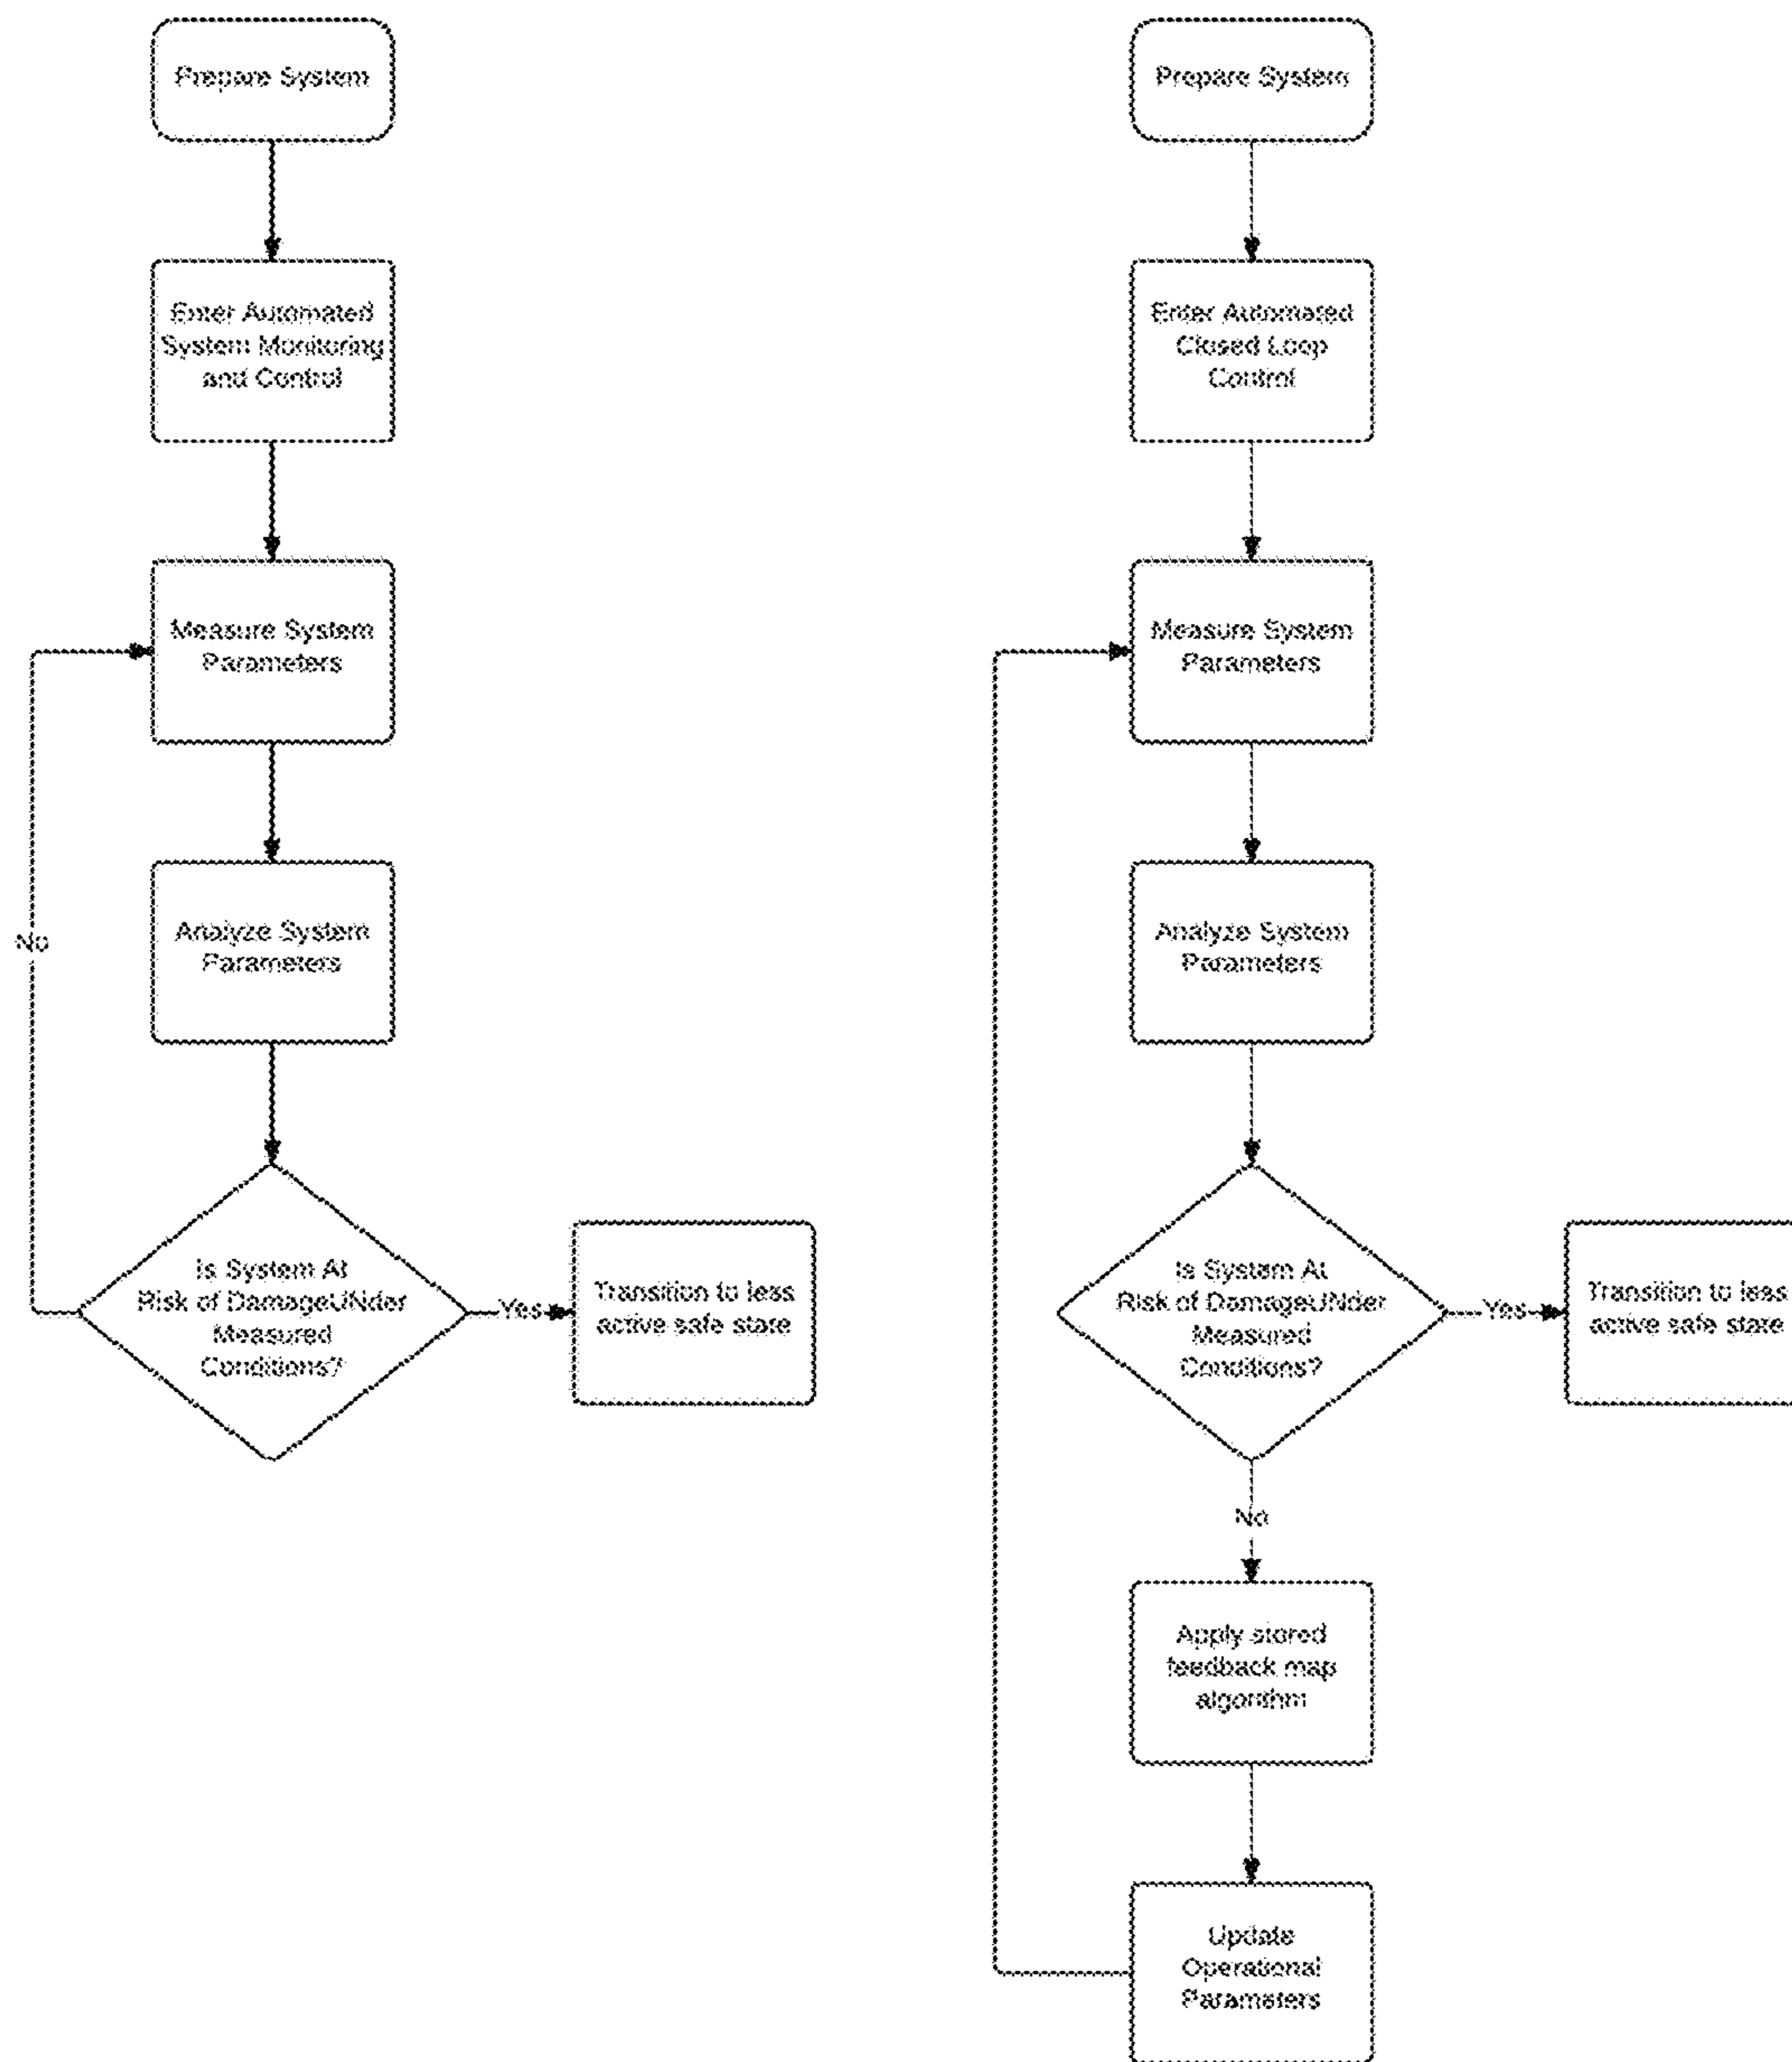 Prepare System
Enter Automated
System Monitoring
and Control
Measure System
Parameters
No
Analyze System
Parameters
Is System At
Risk of DamageUNder
Measured
Conditions?
Yes
Transition to less
active safe state
Prepare System
Enter Automated
Closed Loop
Control
Measure System
Parameters
Analyze System
Parameters
Is System At
Risk of DamageUNder
Measured
Conditions?
Yes
Transition to less
active safe state
No
Apply stored
feedback map
algorithm
Update
Operational
Parameters